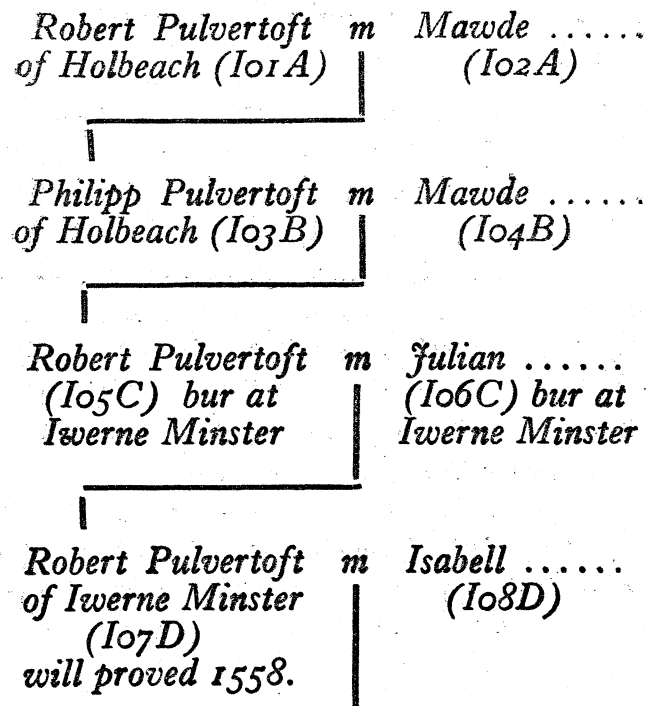 Robert Pulvertoft m Mawde ......
of Holbeach (I01A) (I02A)
Philipp Pulvertoft m Mawde ......
of Holbeach (I03B) (I04B)
Robert Pulvertoft m Julian ......
(I05C) bur at (I06C) bur at
Iwerne Minster Iwerne Minster
Robert Pulvertoft m Isabell ......
of Iwerne Minster (I08D)
(I07D)
will proved 1558.